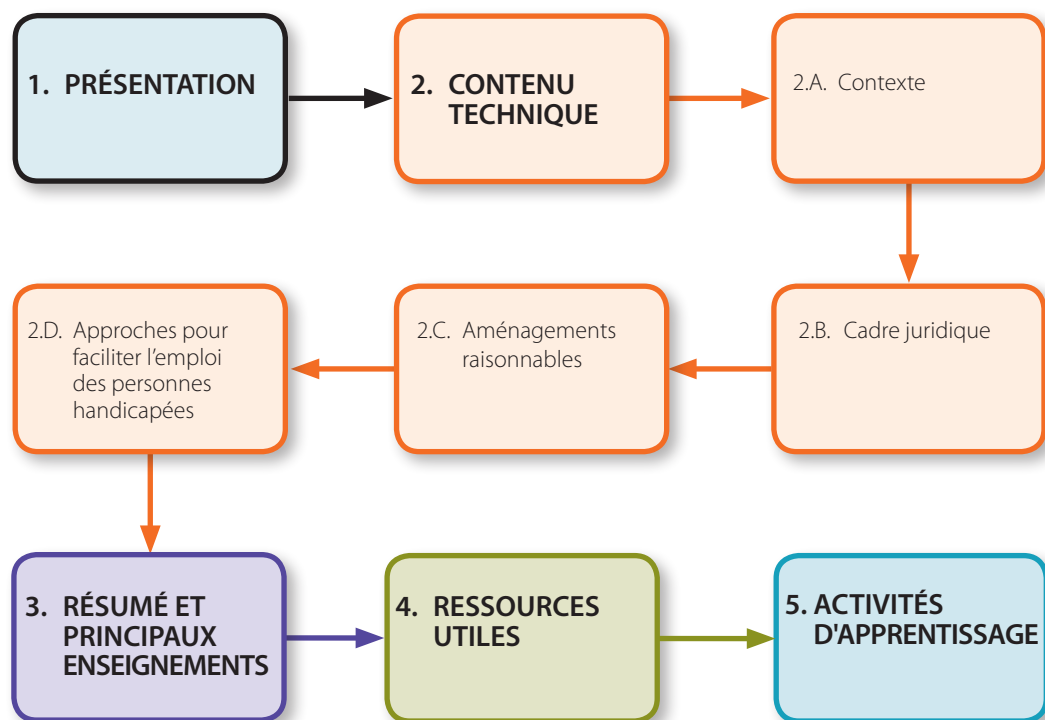 1. PRÉSENTATION
2. CONTENU
TECHNIQUE
2.A. Contexte
2.B. Cadre juridique
2.C. Aménagements
raisonnables
2.D. Approches pour
faciliter l'emploi
des personnes
handicapées
3. RÉSUMÉ ET
PRINCIPAUX
ENSEIGNEMENTS
4. RESSOURCES
UTILES
5. ACTIVITÉS
D'APPRENTISSAGE